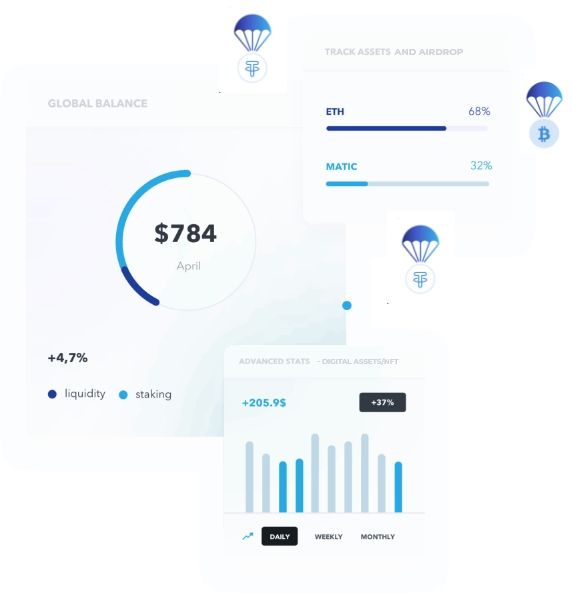 TRACK ASSETS AND AIRDROP
ETH 68%
MATIC 32%
GLOBAL BALANCE
$784
April
+4,7%
liquidity staking
ADVANCED STATS - DIGITAL ASSETS/NFT
+205.9$ +37%
DAILY WEEKLY MONTHLY